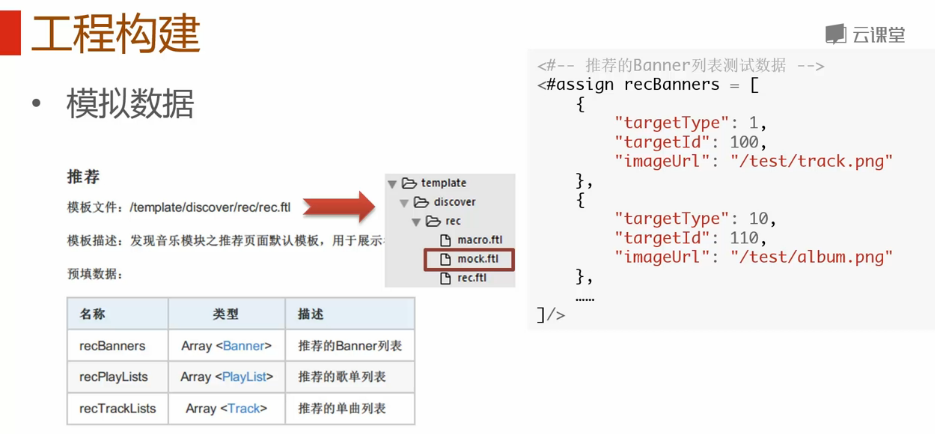 工程构建
云课堂
• 模拟数据
推荐
模板文件：/template/discover/rec/rec.ftl
模板描述：发现音乐模块之推荐页面默认模板，用于展示
预填数据：
名称 类型 描述
recBanners Array <Banner> 推荐的Banner列表
recPlayLists Array <PlayList> 推荐的歌单列表
recTrackLists Array <Track> 推荐的单曲列表
template
discover
rec
macro.ftl
mock.ftl
rec.ftl
<#-- 推荐的Banner列表测试数据 -->
<#assign recBanners = [
{
"targetType": 1,
"targetId": 100,
"imageUrl": "/test/track.png"
},
{
"targetType": 10,
"targetId": 110,
"imageUrl": "/test/album.png"
},
……
]/>